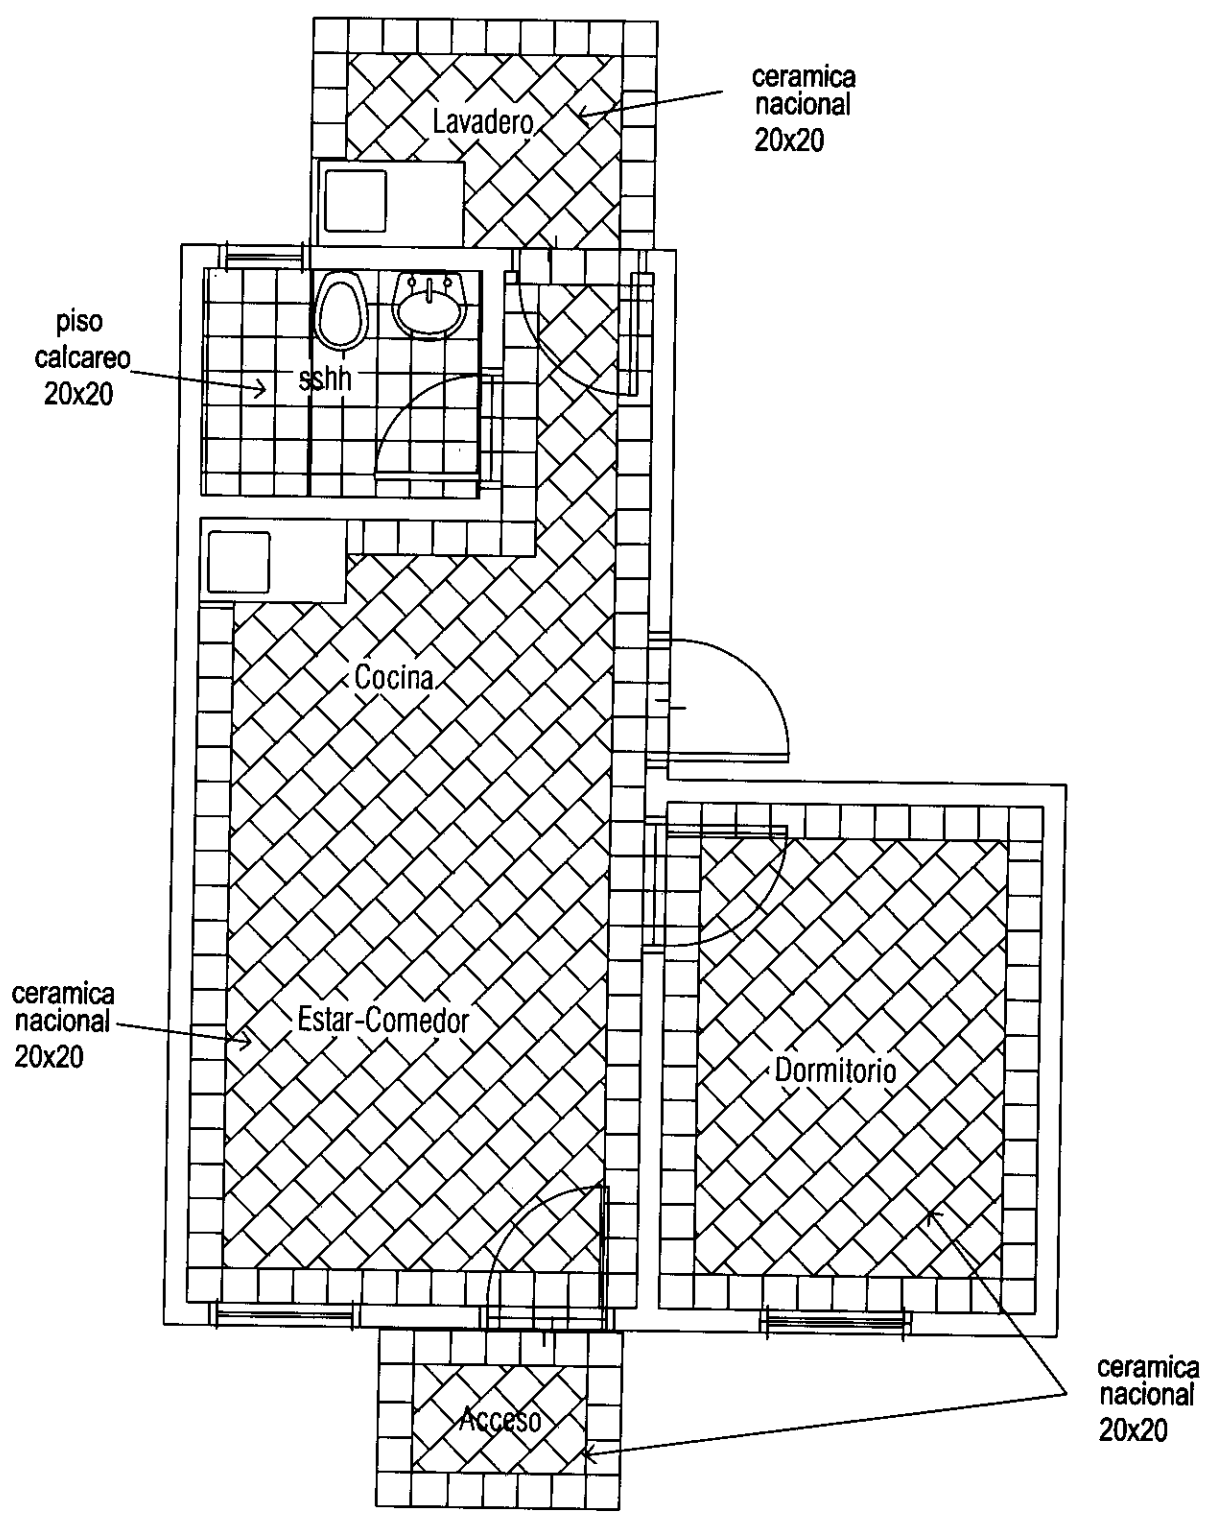 ceramica
nacional
20x20
Lavadero
piso
calcareo
20x20
sshh
Cocina
ceramica
nacional
20x20
Estar-Comedor
Dormitorio
ceramica
nacional
20x20
Acceso